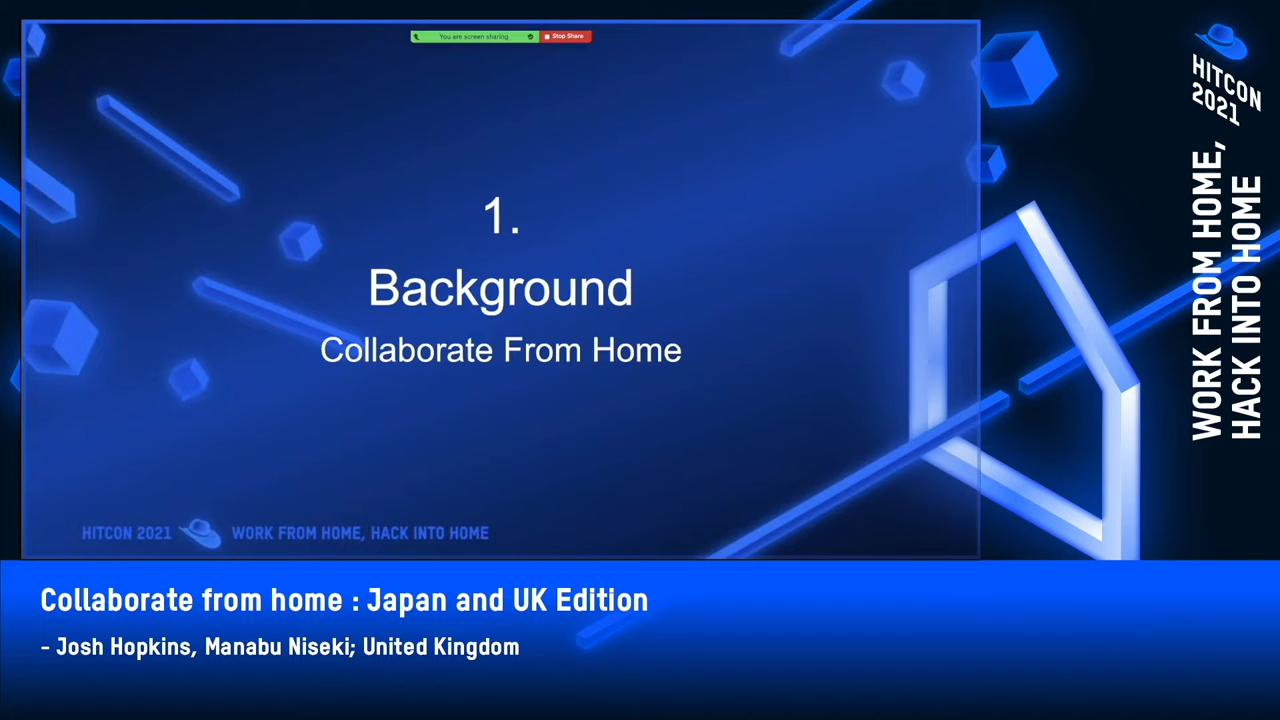 You are screen sharing
Stop Share
1.
Background
Collaborate From Home
HITCON 2021 WORK FROM HOME, HACK INTO HOME
HITCON
2021
WORK FROM HOME,
HACK INTO HOME
Collaborate from home : Japan and UK Edition
- Josh Hopkins, Manabu Niseki; United Kingdom